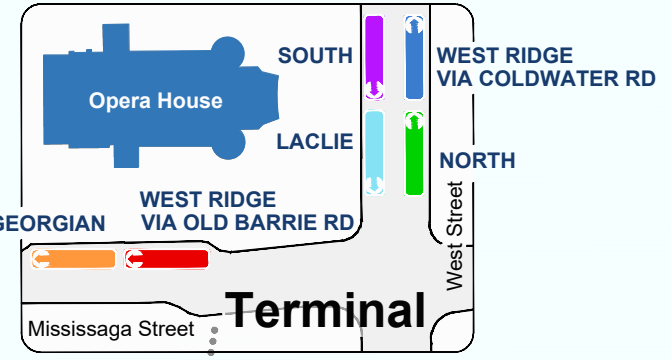 SOUTH
WEST RIDGE
VIA COLDWATER RD
Opera House
LACLIE
NORTH
WEST RIDGE
VIA OLD BARRIE RD
GEORGIAN
West Street
Terminal
Mississaga Street